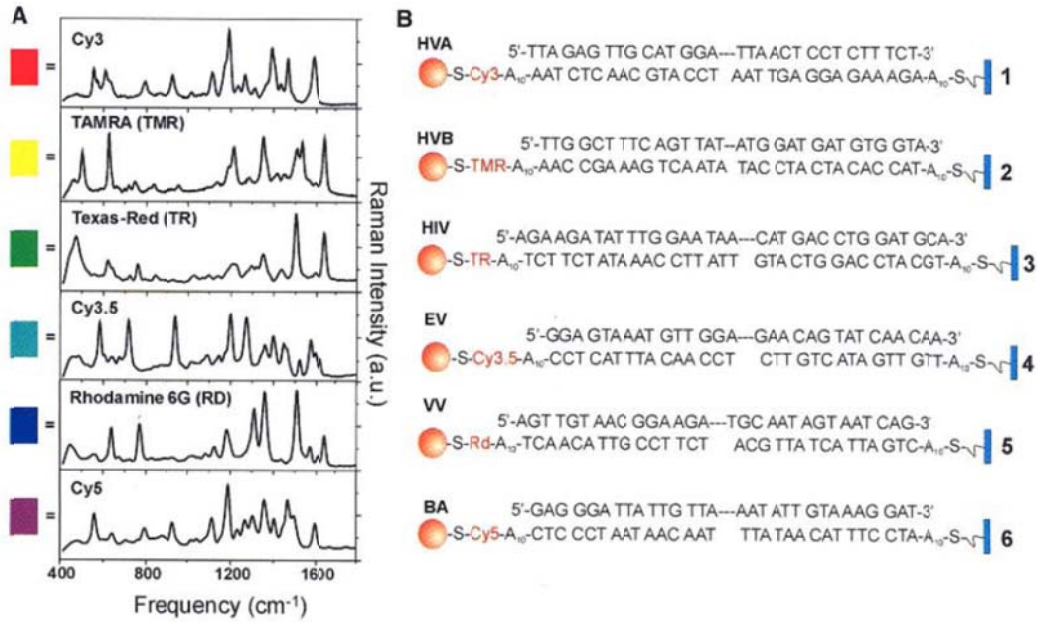 A
B
Cy3
TAMRA (TMR)
Texas-Red (TR)
Cy3.5
Rhodamine 6G (RD)
Cy5
=
=
=
=
=
=
400 800 1200 1600
Frequency (cm-1)
Raman Intensity (a.u.)
HVA
5'-TTA GAG TTG CAT GGA---TTA ACT CCT CTT TCT-3'
-S-Cy3-A10-AAT CTC AAC GTA CCT AAT TGA GGA GAA AGA-A10-S 1
HVB
5'-TTG GCT TTC AGT TAT--ATG GAT GAT GTG GTA-3'
-S-TMR-A10-AAC CGA AAG TCA ATA TAC CTA CTA CAC CAT-A10-S 2
HIV
5'-AGA AGA TAT TTG GAA TAA---CAT GAC CTG GAT GCA-3'
-S-TR-A10-TCT TCT ATA AAC CTT ATT GTA CTG GAC CTA CGT-A10-S 3
EV
5'-GGA GTA AAT GTT GGA---GAA CAG TAT CAA CAA-3'
-S-Cy3.5-A10-CCT CAT TTA CAA CCT CTT GTC ATA GTT GTT-A10-S 4
VV
5'-AGT TGT AAC GGA AGA---TGC AAT AGT AAT CAG-3'
-S-Rd-A10-TCA ACA TTG CCT TCT ACG TTA TCA TTA GTC-A10-S 5
BA
5'-GAG GGA TTA TTG TTA---AAT ATT GTA AAG GAT-3'
-S-Cy5-A10-CTC CCT AAT AAC AAT TTA TAA CAT TTC CTA-A10-S 6